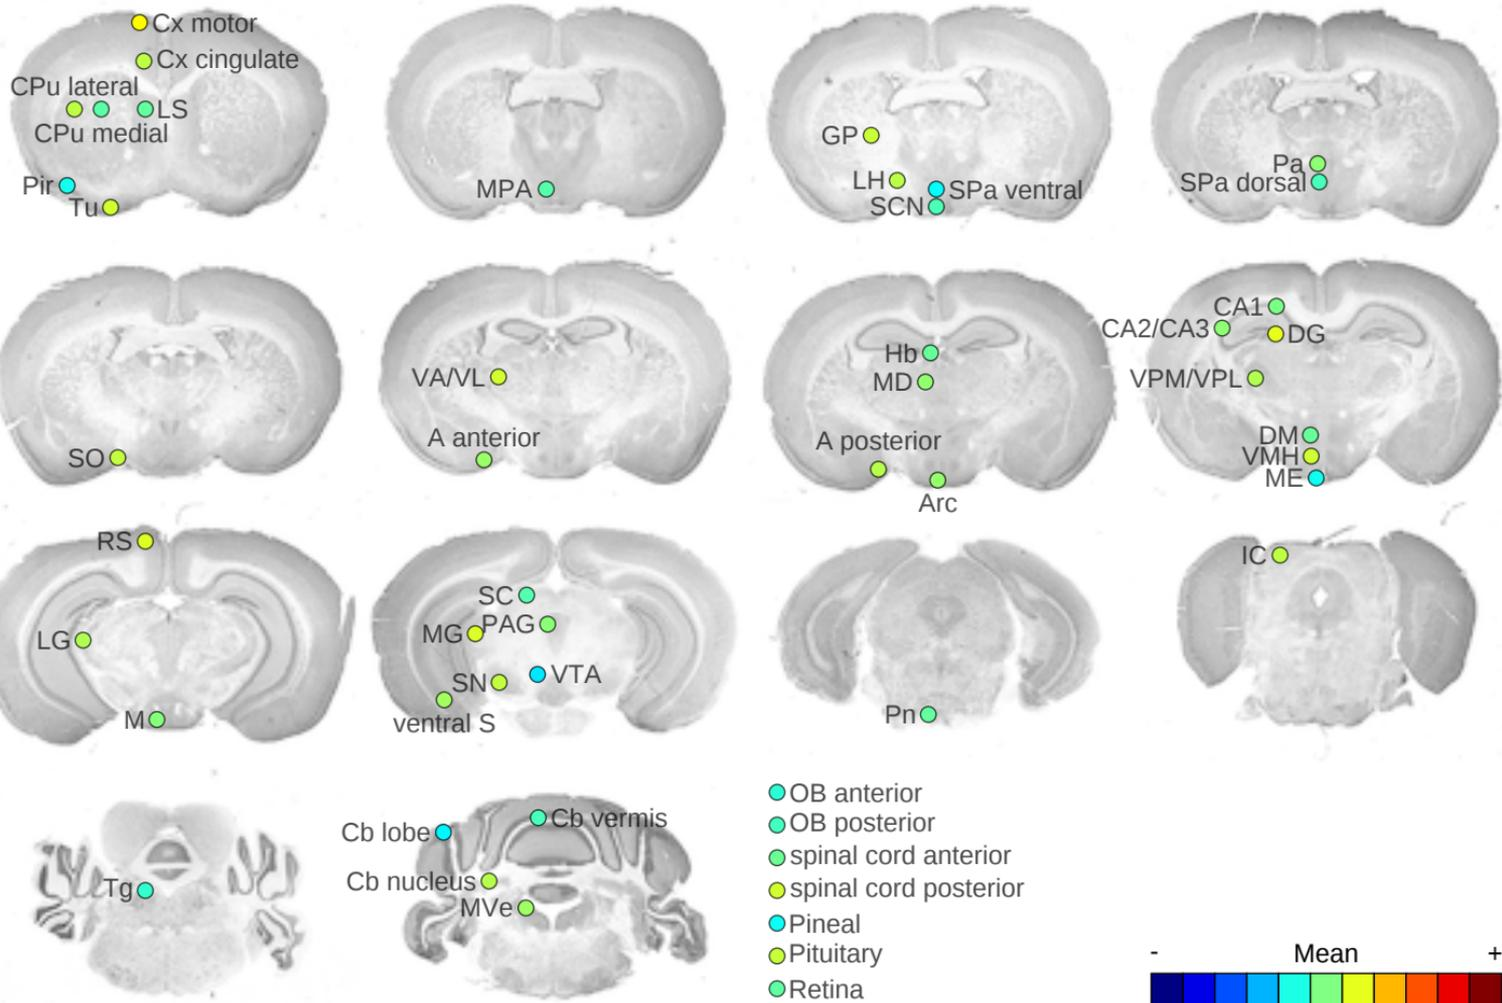 Cx motor
Cx cingulate
CPu lateral
LS
CPu medial
Pir
Tu
MPA
GP
LH
SPa ventral
SCN
Pa
SPa dorsal
SO
VA/VL
A anterior
Hb
MD
A posterior
Arc
CA1
CA2/CA3
DG
VPM/VPL
DM
VMH
ME
RS
LG
M
SC
PAG
MG
VTA
SN
ventral S
Pn
IC
Tg
Cb vermis
Cb lobe
Cb nucleus
MVe
OB anterior
OB posterior
spinal cord anterior
spinal cord posterior
Pineal
Pituitary
Retina
- Mean +